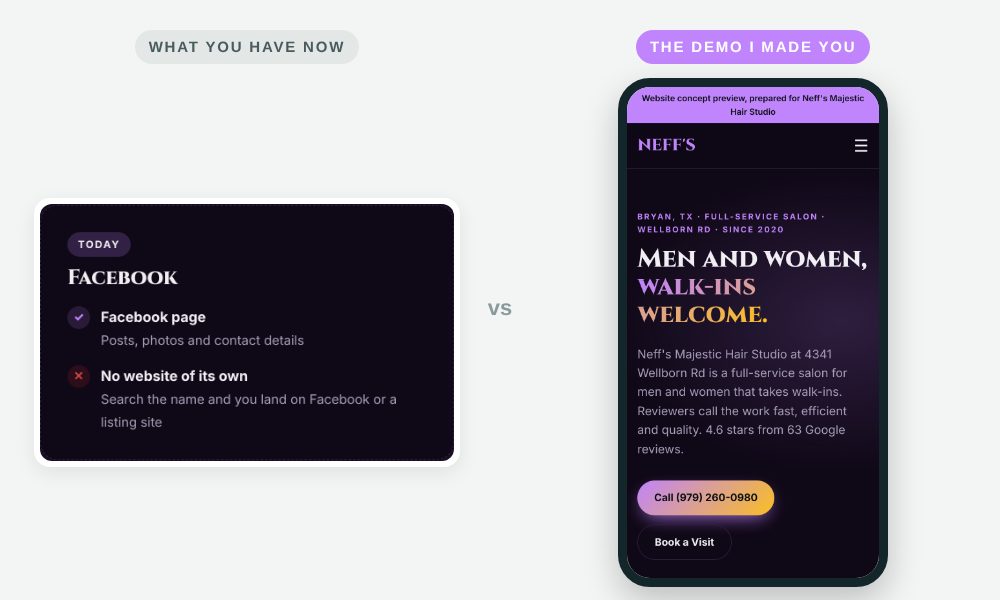 WHAT YOU HAVE NOW
THE DEMO I MADE YOU
TODAY
Facebook
Facebook page
Posts, photos and contact details
No website of its own
Search the name and you land on Facebook or a
listing site
vs
Website concept preview, prepared for Neff's Majestic
Hair Studio
NEFF'S
BRYAN, TX · FULL-SERVICE SALON ·
WELLBORN RD · SINCE 2020
Men and women,
walk-ins
welcome.
Neff's Majestic Hair Studio at 4341
Wellborn Rd is a full-service salon for
men and women that takes walk-ins.
Reviewers call the work fast, efficient
and quality. 4.6 stars from 63 Google
reviews.
Call (979) 260-0980
Book a Visit